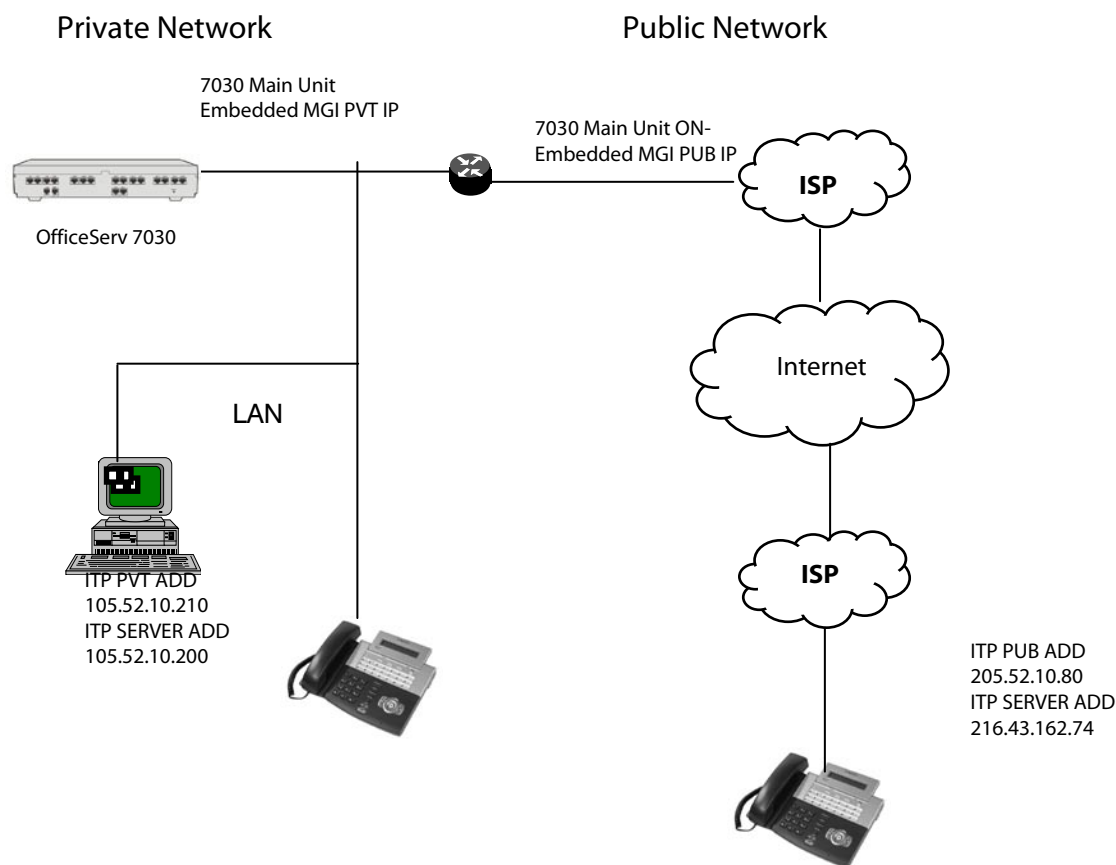 Private Network
Public Network
7030 Main Unit
Embedded MGI PVT IP
7030 Main Unit ON-
Embedded MGI PUB IP
ISP
OfficeServ 7030
Internet
LAN
ISP
ITP PVT ADD
105.52.10.210
ITP SERVER ADD
105.52.10.200
ITP PUB ADD
205.52.10.80
ITP SERVER ADD
216.43.162.74